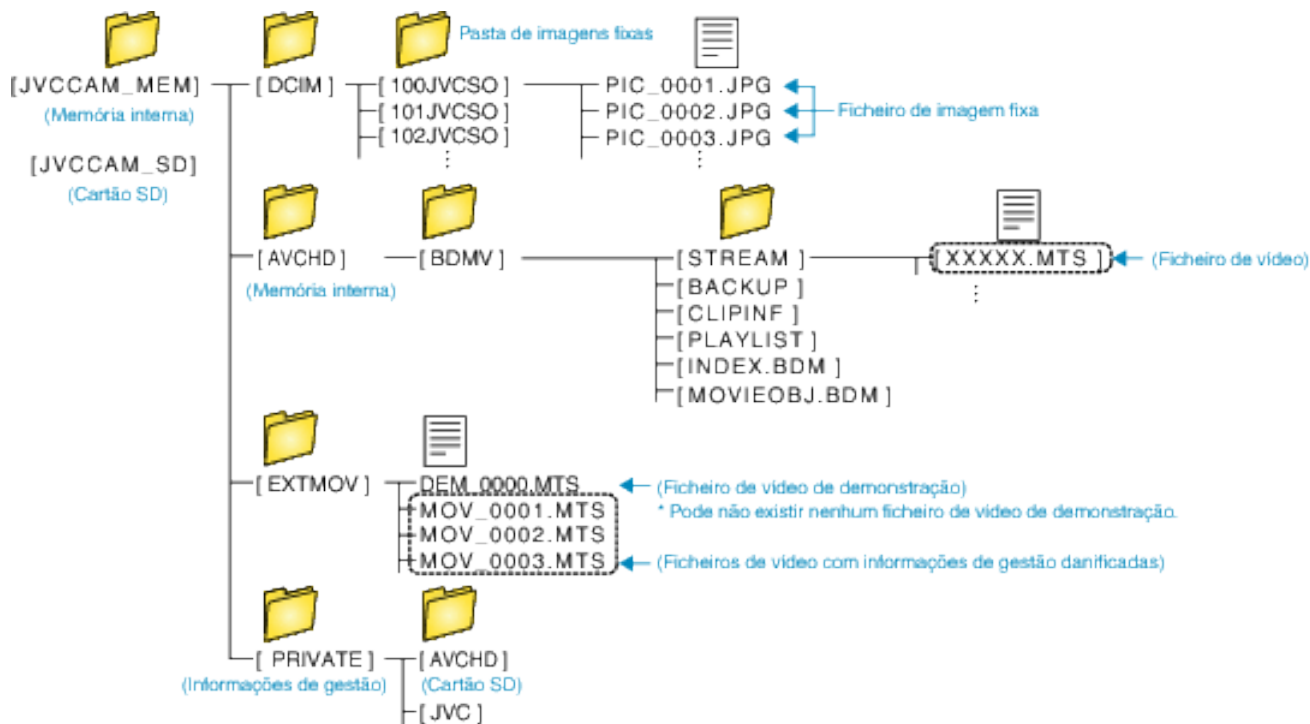 Pasta de imagens fixas
[JVCCAM_MEM] [DCIM] [100JVCSO] PIC_0001.JPG
(Memória interna) [101JVCSO] PIC_0002.JPG Ficheiro de imagem fixa
[102JVCSO] PIC_0003.JPG
[JVCCAM_SD]
(Cartão SD)
[AVCHD] [BDMV] [STREAM] [XXXXX.MTS] (Ficheiro de vídeo)
(Memória interna) [BACKUP]
[CLIPINF]
[PLAYLIST]
[INDEX.BDM]
[MOVIEOBJ.BDM]
[EXTMOV] DEM_0000.MTS (Ficheiro de vídeo de demonstração)
MOV_0001.MTS * Pode não existir nenhum ficheiro de vídeo de demonstração.
MOV_0002.MTS
MOV_0003.MTS (Ficheiros de vídeo com informações de gestão danificadas)
[PRIVATE] [AVCHD]
(Informações de gestão) (Cartão SD)
[JVC]